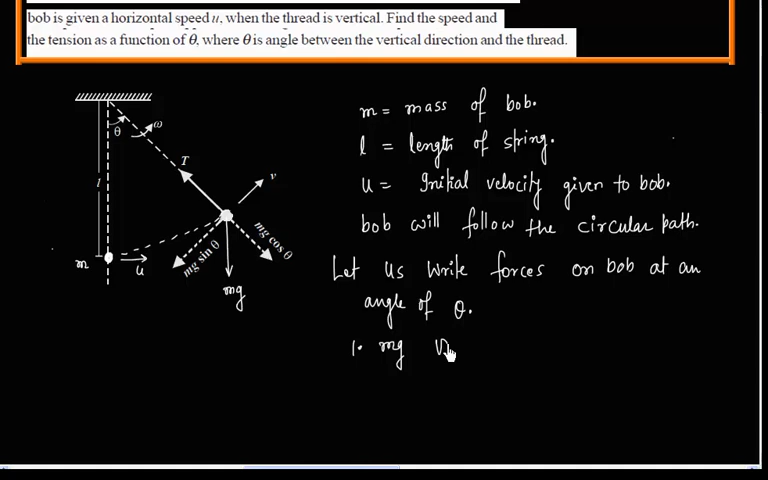 bob is given a horizontal speed u, when the thread is vertical. Find the speed and
the tension as a function of θ, where θ is angle between the vertical direction and the thread.
θ
ω
T
v
l
m
u
mg sin θ
mg cos θ
mg
m = mass of bob.
l = length of string.
u = Initial velocity given to bob.
bob will follow the circular path.
Let us write forces on bob at an
angle of θ.
1. mg